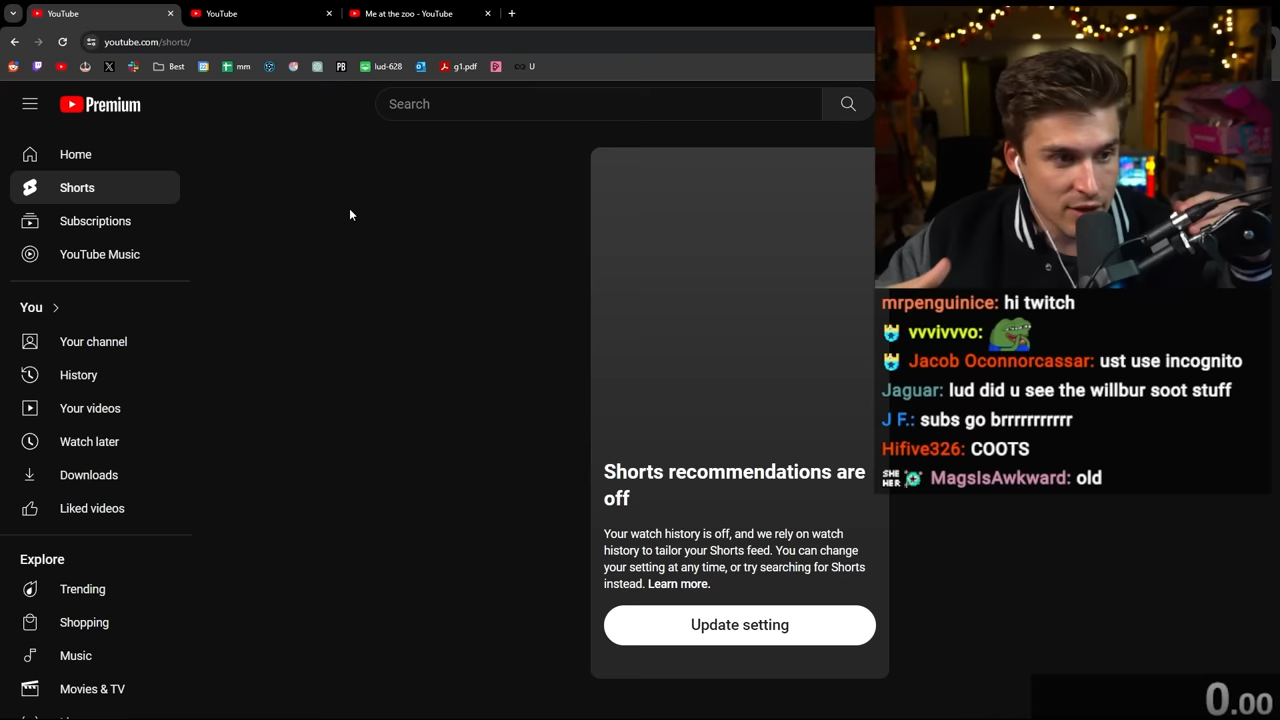 YouTube
YouTube
Me at the zoo - YouTube
youtube.com/shorts/
Best
mm
PB
lud-628
g1.pdf
U
Premium
Search
Home
Shorts
Subscriptions
YouTube Music
You
Your channel
History
Your videos
Watch later
Downloads
Liked videos
Explore
Trending
Shopping
Music
Movies & TV
Shorts recommendations are
off
Your watch history is off, and we rely on watch
history to tailor your Shorts feed. You can change
your setting at any time, or try searching for Shorts
instead. Learn more.
Update setting
mrpenguinice: hi twitch
vvvivvvo:
Jacob Oconnorcassar: ust use incognito
Jaguar: lud did u see the willbur soot stuff
J F.: subs go brrrrrrrrrr
Hifive326: COOTS
SHE
HER
MagsIsAwkward: old
0.00